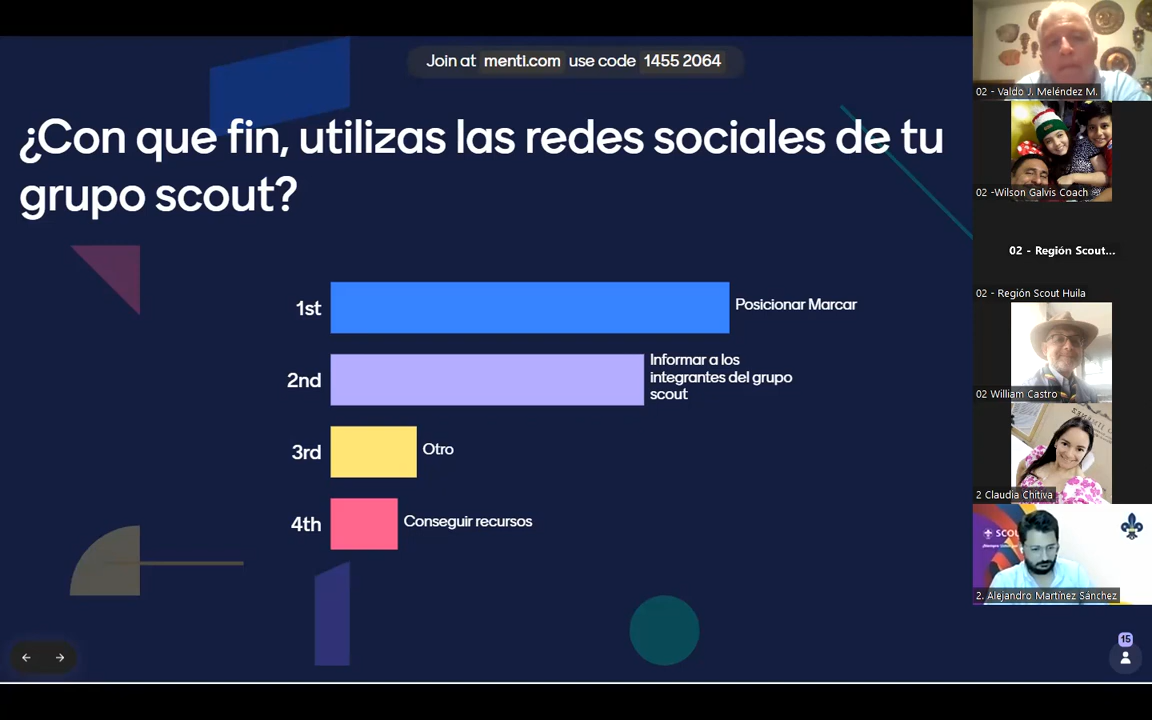 Join at menti.com use code 1455 2064
¿Con que fin, utilizas las redes sociales de tu
grupo scout?
1st
Posicionar Marcar
2nd
Informar a los
integrantes del grupo
scout
3rd
Otro
4th
Conseguir recursos
15
02 - Valdo J. Meléndez M.
02 -Wilson Galvis Coach
02 - Región Scout...
02 - Región Scout Huila
02 William Castro
2 Claudia Chitiva
SCOU
2. Alejandro Martínez Sánchez